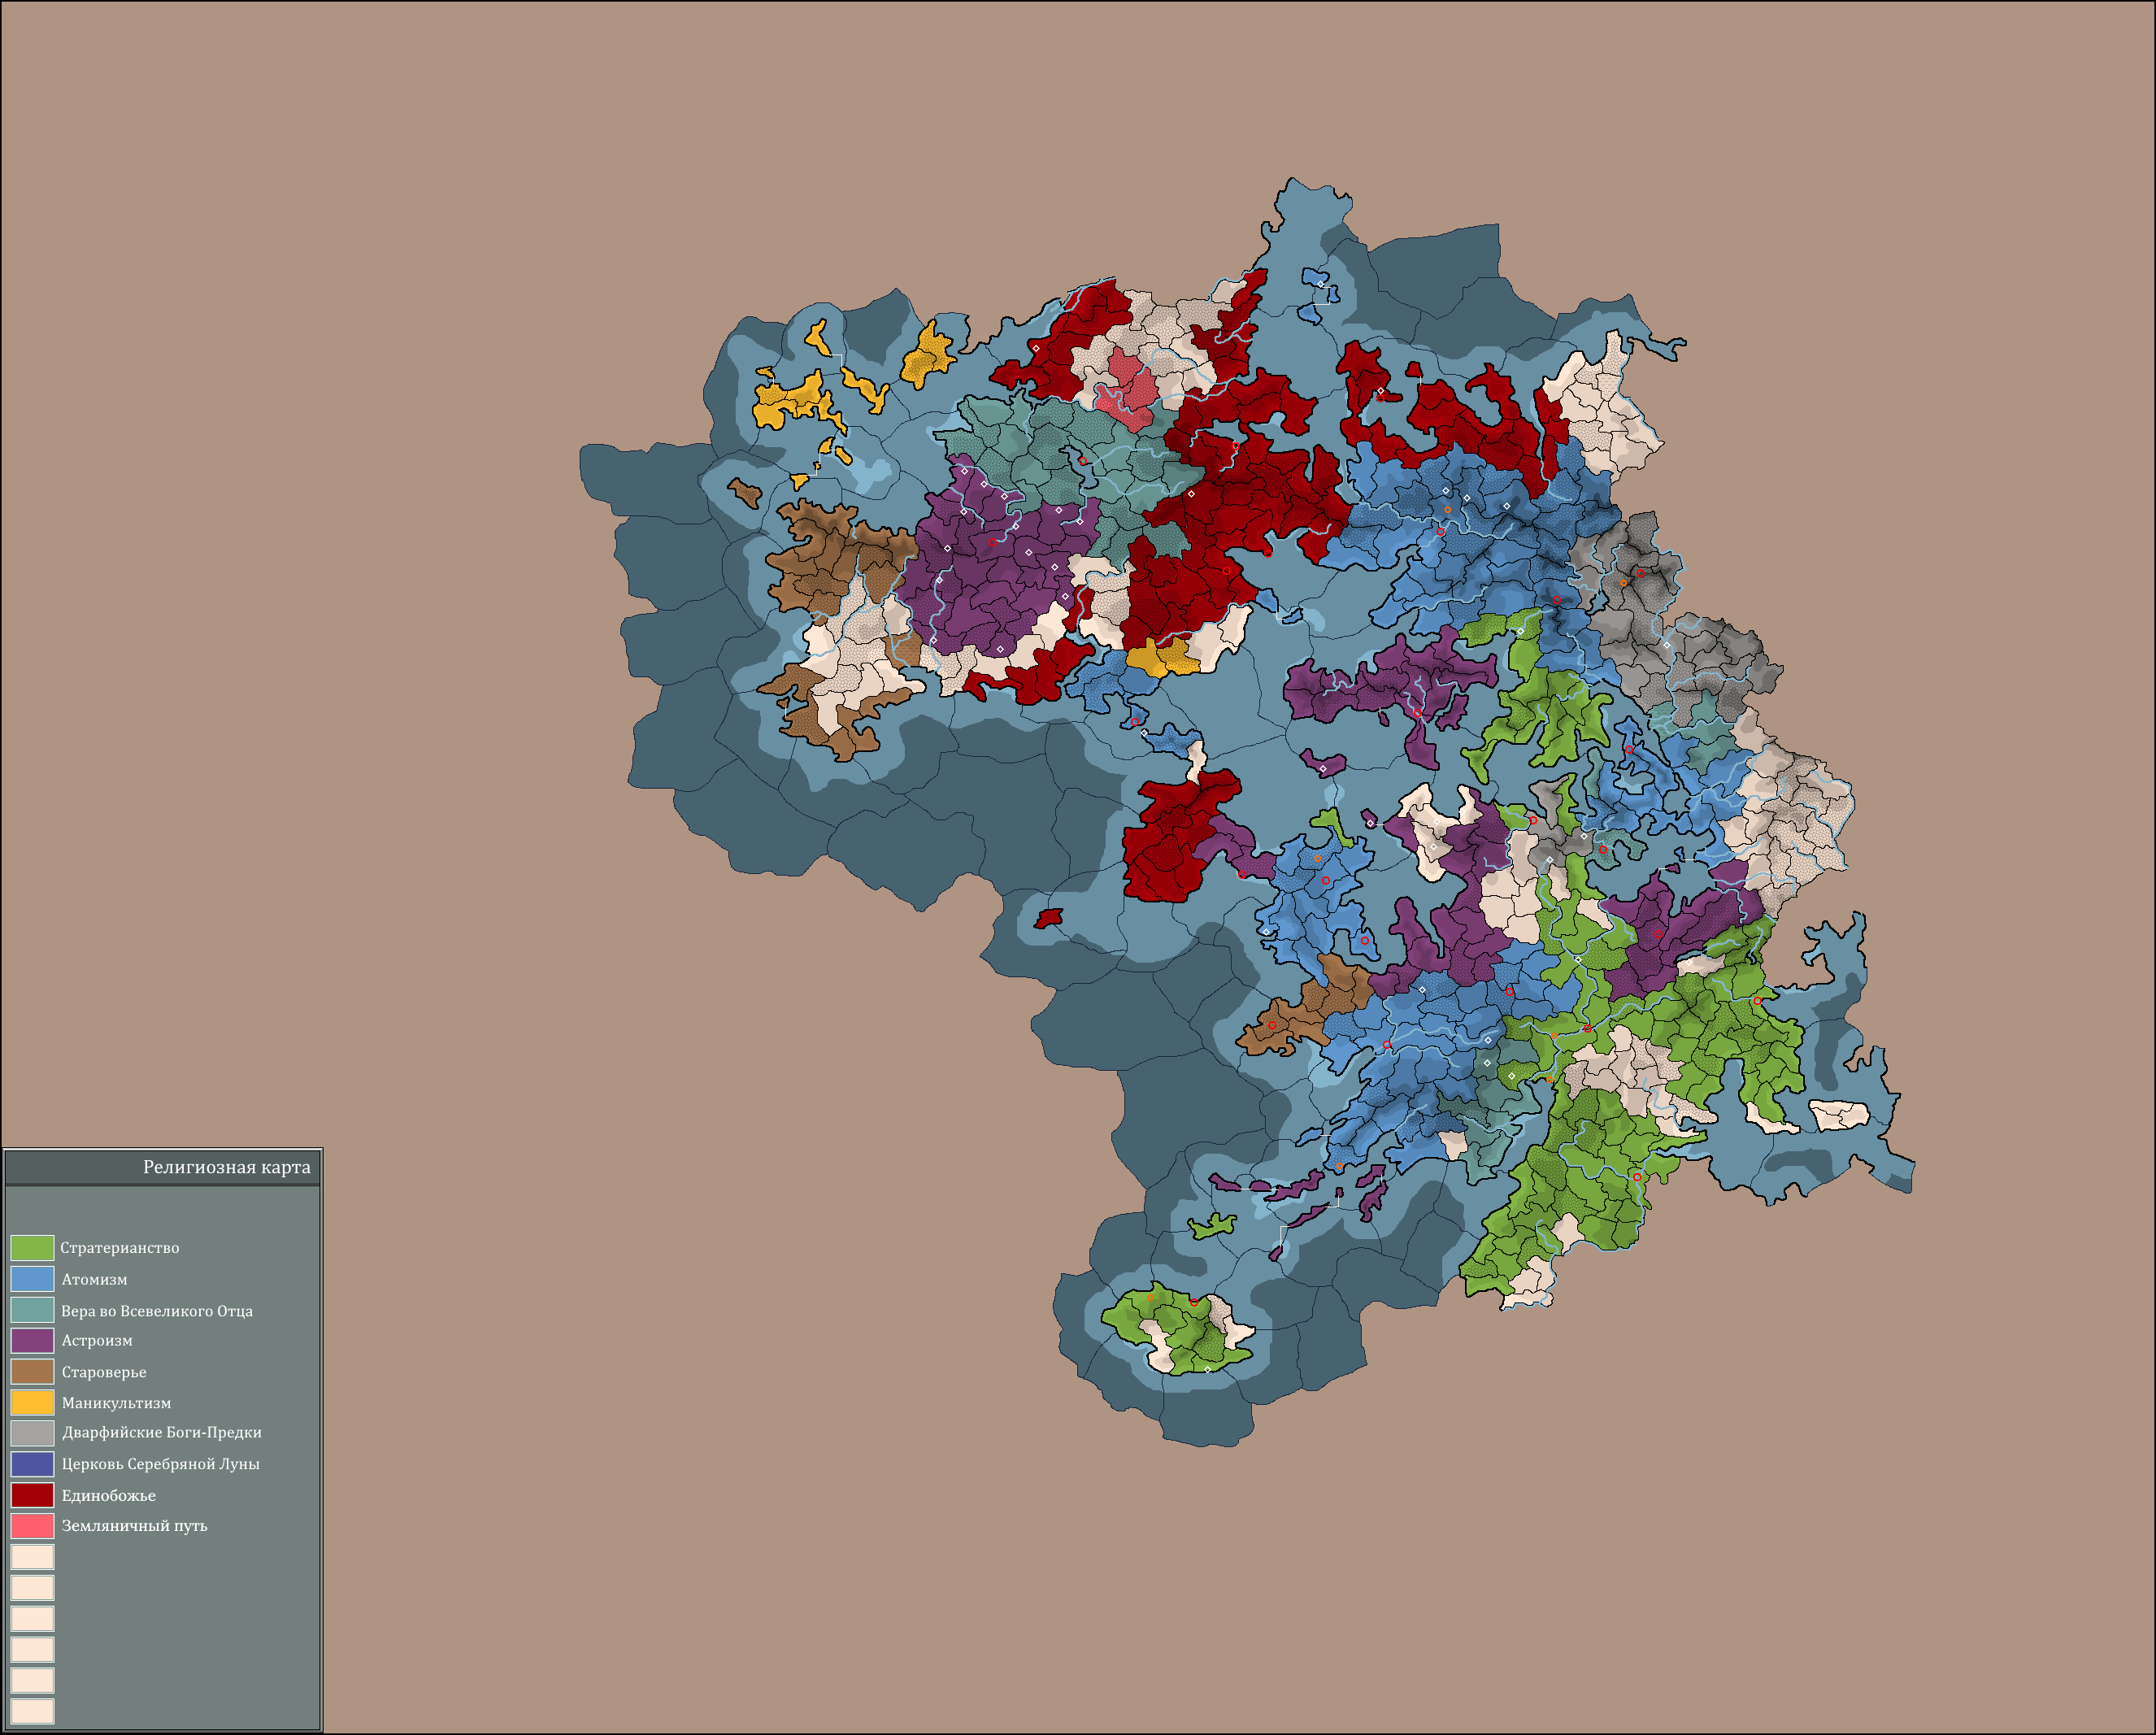 Религиозная карта
Стратерианство
Атомизм
Вера во Всевеликого Отца
Астроизм
Староверье
Маникультизм
Дварфийские Боги-Предки
Церковь Серебряной Луны
Единобожье
Земляничный путь